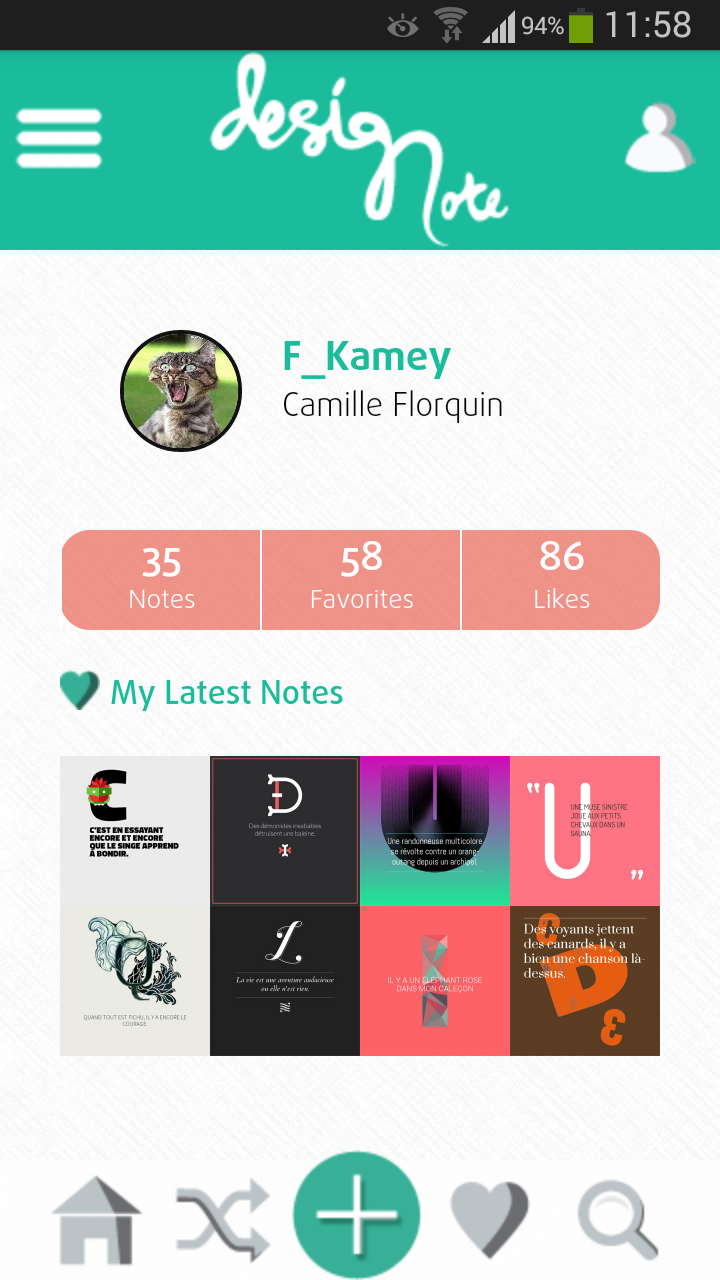 94% 11:58
design
note
F_Kamey
Camille Florquin
35
Notes
58
Favorites
86
Likes
My Latest Notes
C
C'EST EN ESSAYANT
ENCORE ET ENCORE
QUE LE SINGE APPREND
À BONDIR.
D
Des démonistes insatiables
détruisent une baleine.
U
Une randonneuse multicolore
se révolte contre un orang-
outang depuis un archipel.
“
U
UNE MUSE SINISTRE
JOUE AUX PETITS
CHEVAUX DANS UN
SAUNA.
”
Q
QUAND TOUT EST FICHU, IL Y A ENCORE LE
COURAGE.
L
La vie est une aventure audacieuse
ou elle n'est rien.
I
IL Y A UN ÉLÉPHANT ROSE
DANS MON CALEÇON
Des voyants jettent
des canards, il y a
bien une chanson là-
dessus.